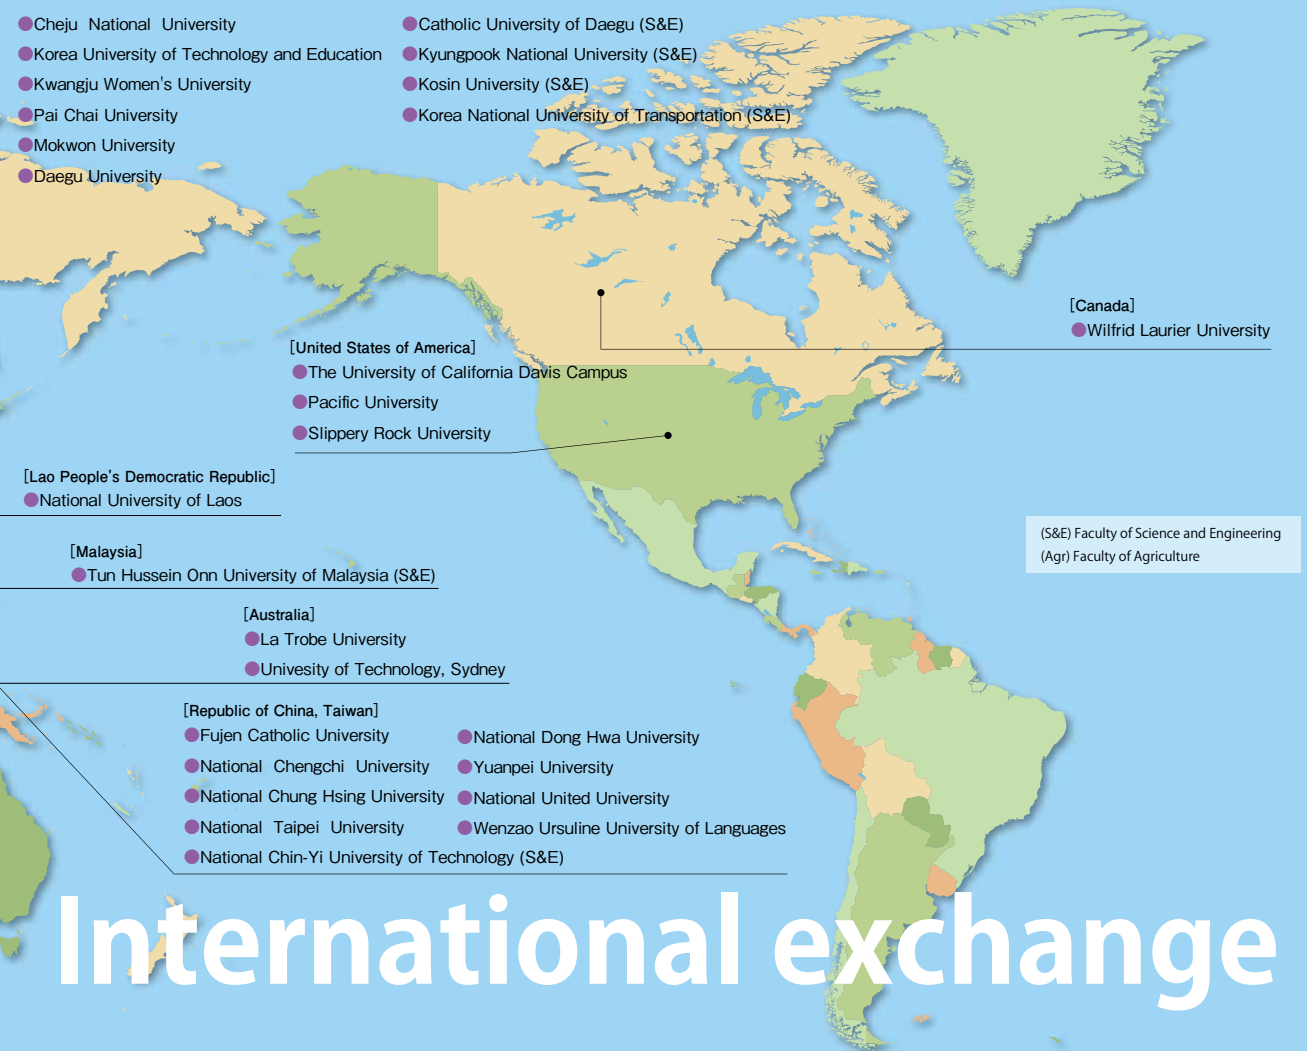 ●Cheju National University
●Korea University of Technology and Education
●Kwangju Women's University
●Pai Chai University
●Mokwon University
●Daegu University
●Catholic University of Daegu (S&E)
●Kyungpook National University (S&E)
●Kosin University (S&E)
●Korea National University of Transportation (S&E)
[Canada]
●Wilfrid Laurier University
[United States of America]
●The University of California Davis Campus
●Pacific University
●Slippery Rock University
[Lao People's Democratic Republic]
●National University of Laos
(S&E) Faculty of Science and Engineering
(Agr) Faculty of Agriculture
[Malaysia]
●Tun Hussein Onn University of Malaysia (S&E)
[Australia]
●La Trobe University
●Univesity of Technology, Sydney
[Republic of China, Taiwan]
●Fujen Catholic University
●National Chengchi University
●National Chung Hsing University
●National Taipei University
●National Chin-Yi University of Technology (S&E)
●National Dong Hwa University
●Yuanpei University
●National United University
●Wenzao Ursuline University of Languages
International exchange